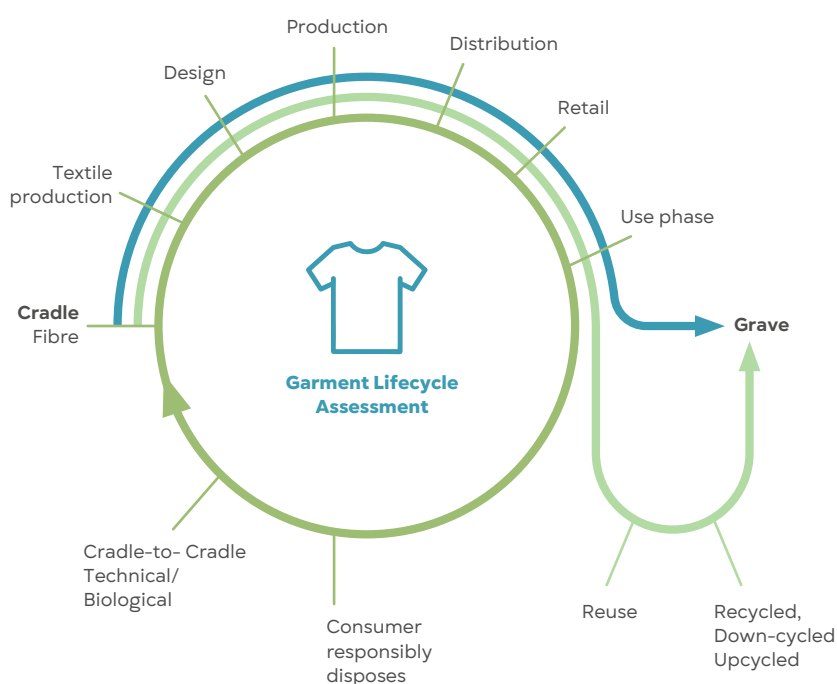 Production
Distribution
Design
Retail
Textile
production
Use phase
Cradle
Fibre
Grave
Garment Lifecycle
Assessment
Cradle-to- Cradle
Technical/
Biological
Consumer
responsibly
disposes
Reuse
Recycled,
Down-cycled
Upcycled